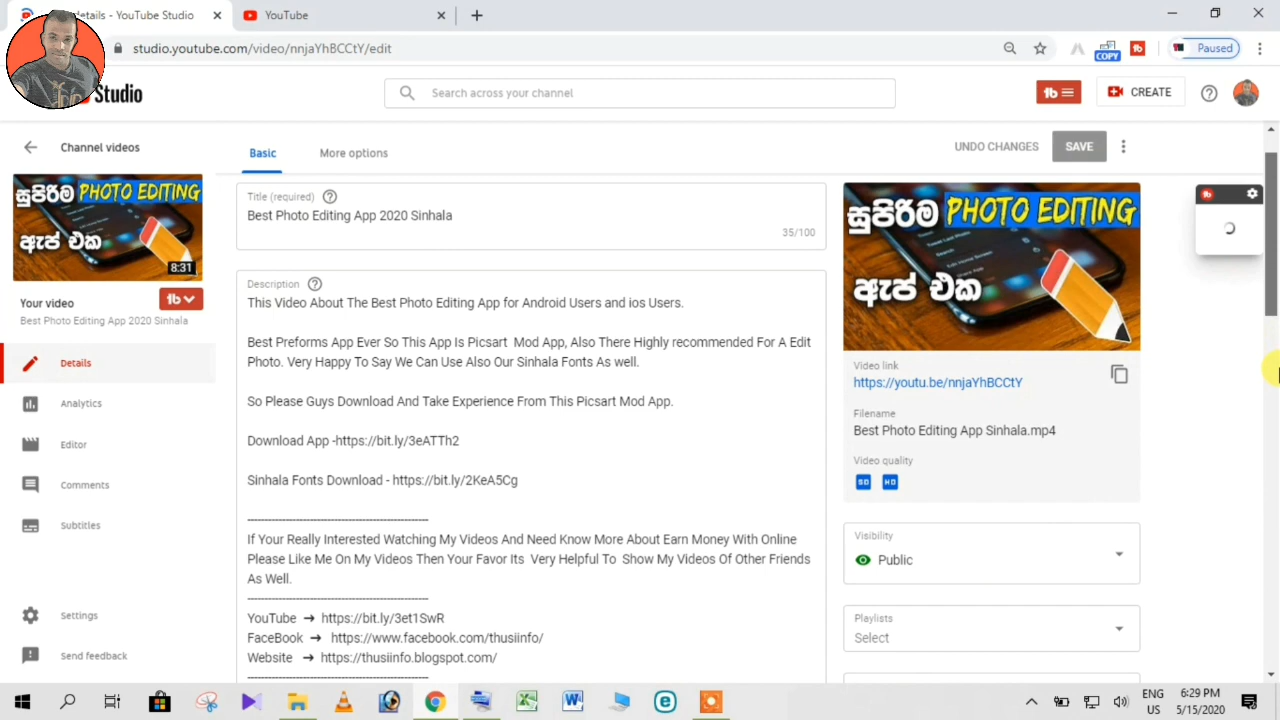 details - YouTube Studio
YouTube
studio.youtube.com/video/nnjaYhBCCtY/edit
COPY
Paused
Studio
Search across your channel
CREATE
Channel videos
Basic
More options
UNDO CHANGES
SAVE
සුපිරිම PHOTO EDITING
ඇප් එක
8:31
Your video
Best Photo Editing App 2020 Sinhala
Details
Analytics
Editor
Comments
Subtitles
Settings
Send feedback
Title (required)
Best Photo Editing App 2020 Sinhala
35/100
Description
This Video About The Best Photo Editing App for Android Users and ios Users.
Best Preforms App Ever So This App Is Picsart Mod App, Also There Highly recommended For A Edit
Photo. Very Happy To Say We Can Use Also Our Sinhala Fonts As well.
So Please Guys Download And Take Experience From This Picsart Mod App.
Download App -https://bit.ly/3eATTh2
Sinhala Fonts Download - https://bit.ly/2KeA5Cg
--------------------------------------------------
If Your Really Interested Watching My Videos And Need Know More About Earn Money With Online
Please Like Me On My Videos Then Your Favor Its Very Helpful To Show My Videos Of Other Friends
As Well.
--------------------------------------------------
YouTube ➔ https://bit.ly/3et1SwR
FaceBook ➔ https://www.facebook.com/thusiinfo/
Website ➔ https://thusiinfo.blogspot.com/
--------------------------------------------------
සුපිරිම PHOTO EDITING
ඇප් එක
Video link
https://youtu.be/nnjaYhBCCtY
Filename
Best Photo Editing App Sinhala.mp4
Video quality
SD HD
Visibility
Public
Playlists
Select
ENG
US
6:29 PM
5/15/2020